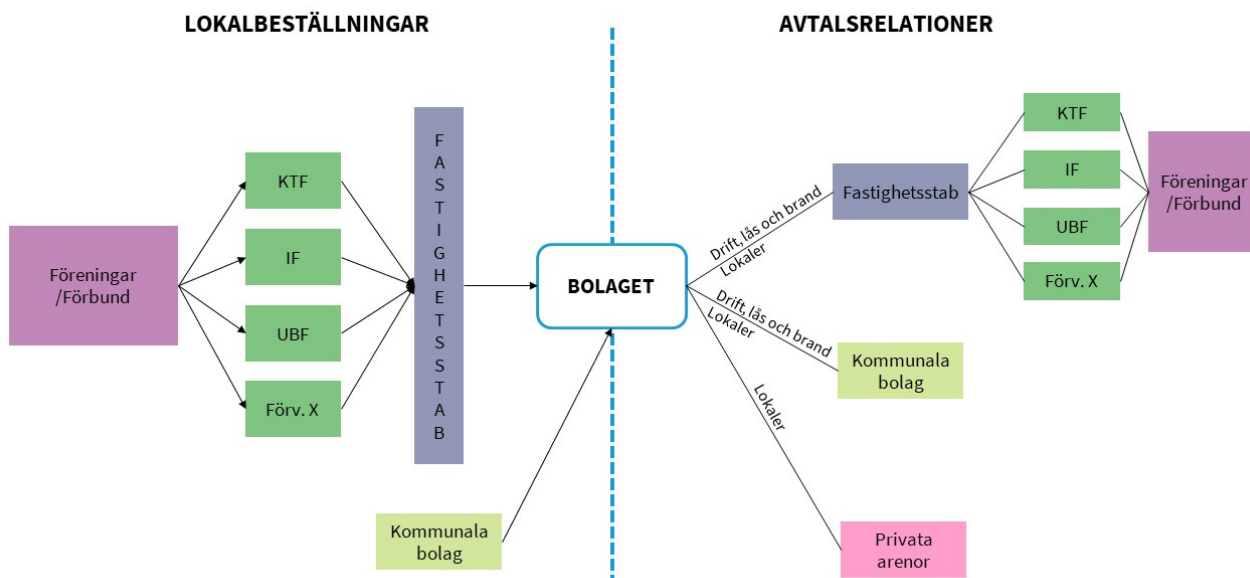 LOKALBESTÄLLNINGAR
AVTALSRELATIONER
Föreningar
/Förbund
KTF
IF
UBF
Förv. X
FASTIGHETSSTAB
Kommunala
bolag
BOLAGET
Drift, lås och brand
Lokaler
Drift, lås och brand
Lokaler
Lokaler
Fastighetsstab
KTF
IF
UBF
Förv. X
Föreningar
/Förbund
Kommunala
bolag
Privata
arenor